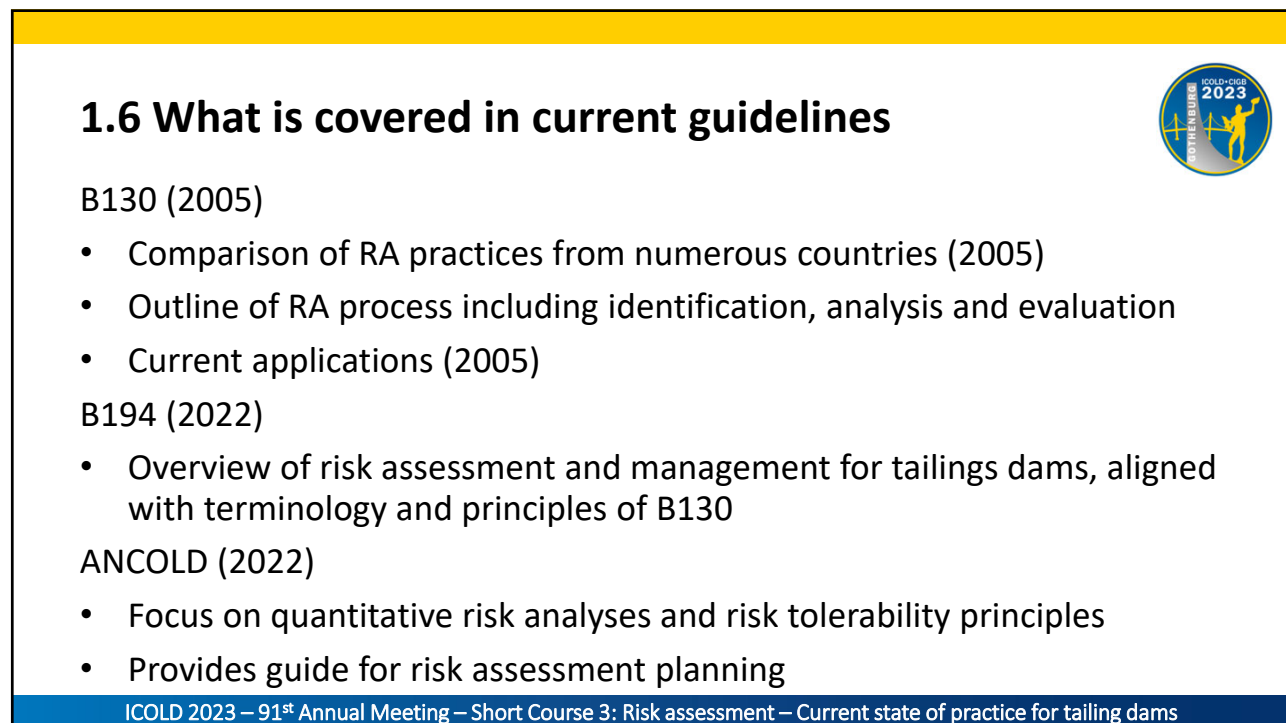 1.6 What is covered in current guidelines
ICOLD•CIGB
2023
GOTHENBURG
B130 (2005)
• Comparison of RA practices from numerous countries (2005)
• Outline of RA process including identification, analysis and evaluation
• Current applications (2005)
B194 (2022)
• Overview of risk assessment and management for tailings dams, aligned
with terminology and principles of B130
ANCOLD (2022)
• Focus on quantitative risk analyses and risk tolerability principles
• Provides guide for risk assessment planning
ICOLD 2023 – 91st Annual Meeting – Short Course 3: Risk assessment – Current state of practice for tailing dams